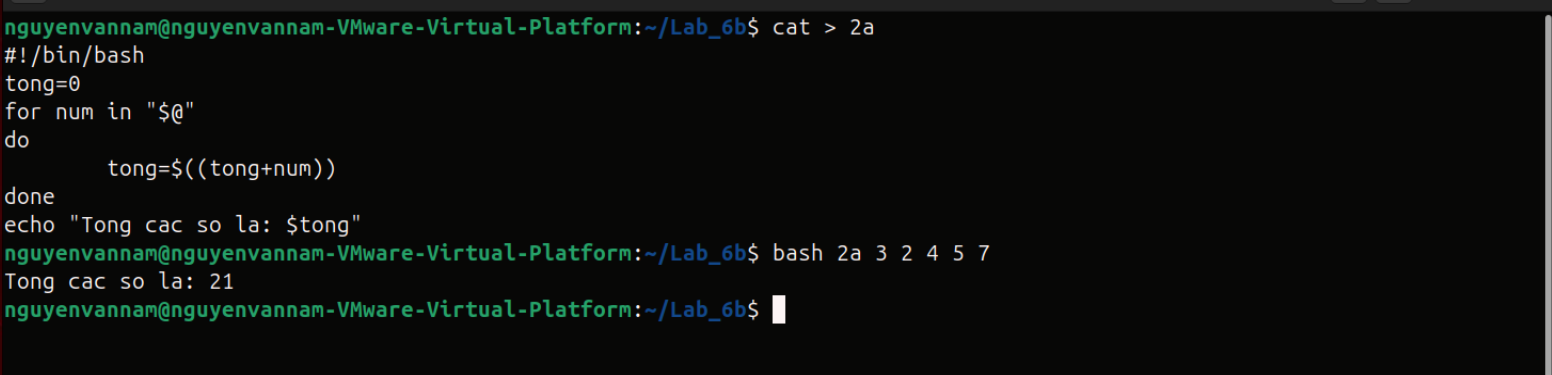 nguyenvannam@nguyenvannam-VMware-Virtual-Platform:~/Lab_6b$ cat > 2a
#!/bin/bash
tong=0
for num in "$@"
do
        tong=$((tong+num))
done
echo "Tong cac so la: $tong"
nguyenvannam@nguyenvannam-VMware-Virtual-Platform:~/Lab_6b$ bash 2a 3 2 4 5 7
Tong cac so la: 21
nguyenvannam@nguyenvannam-VMware-Virtual-Platform:~/Lab_6b$